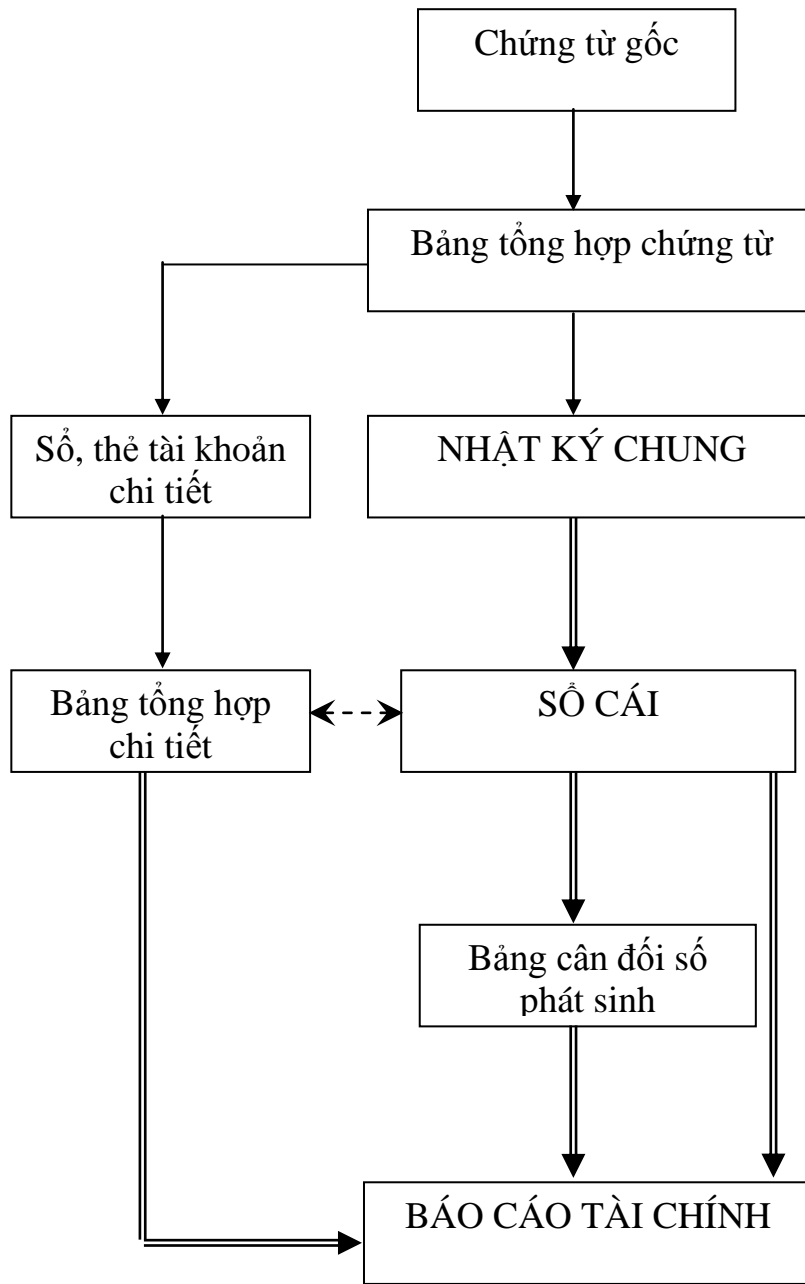 Chứng từ gốc
Bảng tổng hợp chứng từ
Sổ, thẻ tài khoản
chi tiết
NHẬT KÝ CHUNG
Bảng tổng hợp
chi tiết
SỔ CÁI
Bảng cân đối số
phát sinh
BÁO CÁO TÀI CHÍNH